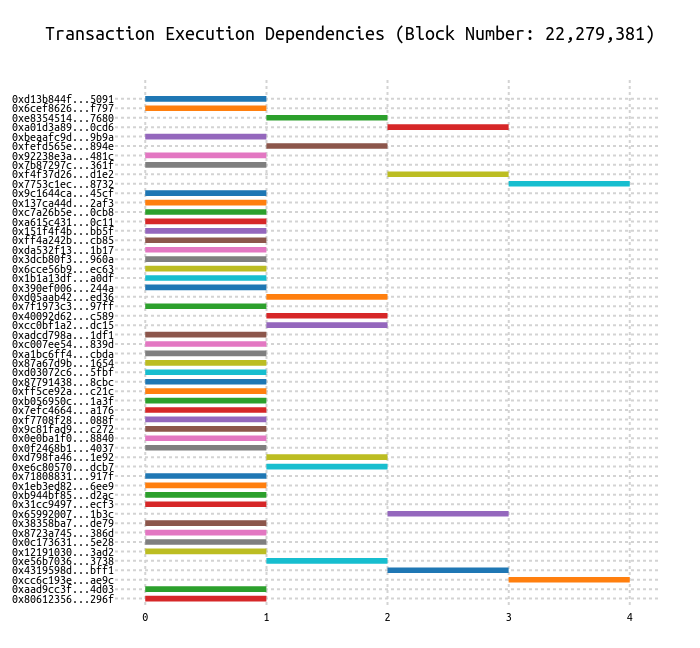 Transaction Execution Dependencies (Block Number: 22,279,381)
0xd13b844f...5091
0x6cef8626...f797
0xe8354514...7680
0xa01d3a89...0cd6
0xbeaafc9d...9b9a
0xfefd565e...894e
0x92238e3a...481c
0x7b87297c...361f
0xf4f37d26...d1e2
0x7753c1ec...8732
0x9c1644ca...45cf
0x137ca44d...2af3
0xc7a26b5e...0cb8
0xa615c431...0c11
0x151f4f4b...bb5f
0xff4a242b...cb85
0xda532f13...1b17
0x3dcb80f3...960a
0x6cce56b9...ec63
0x1b1a13df...a0df
0x390ef006...244a
0xd05aab42...ed36
0x7f1973c3...97ff
0x40092d62...c589
0xcc0bf1a2...dc15
0xadcd798a...1df1
0xc007ee54...839d
0xa1bc6ff4...cbda
0x87a67d9b...1654
0xd03072c6...5fbf
0x87791438...8cbc
0xff5ce92a...c21c
0xb056950c...1a3f
0x7efc4664...a176
0xf7708f28...088f
0x9c81fad9...c272
0x0e0ba1f0...8840
0x0f2468b1...4037
0xd798fa46...1e92
0xe6c80570...dcb7
0x71808831...917f
0x1eb3ed82...6ee9
0xb944bf85...d2ac
0x31cc9497...ecf3
0x65992007...1b3c
0x38358ba7...de79
0x8723a745...386d
0x0c173631...5e28
0x12191030...3ad2
0xe56b7036...3738
0x4319598d...bff1
0xcc6c193e...ae9c
0xaad9cc3f...4d03
0x80612356...296f
0 1 2 3 4